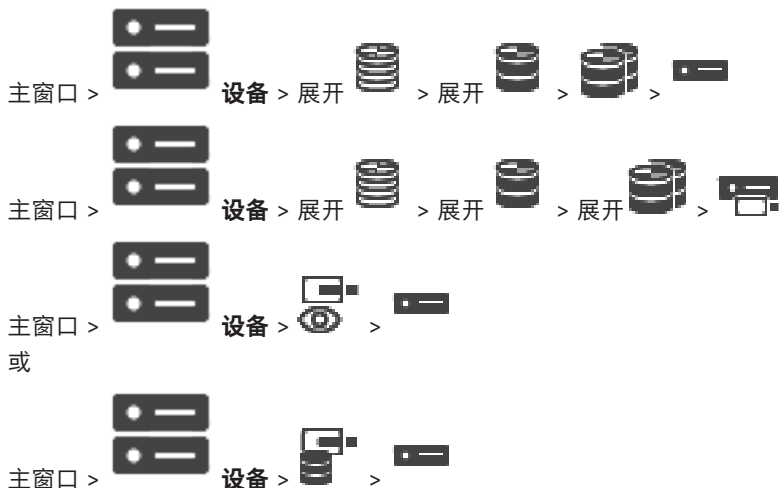 主窗口 > 设备 > 展开 > 展开 > >
主窗口 > 设备 > 展开 > 展开 > 展开 >
主窗口 > 设备 > >
或
主窗口 > 设备 > >